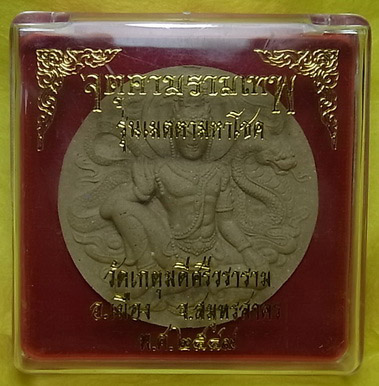 จตุคามรามเทพ
รุ่นเมตตามหาโชค
วัดเกตุมดีศรีวราราม
อ.เมือง จ.สมุทรสาคร
๒๕๔๙